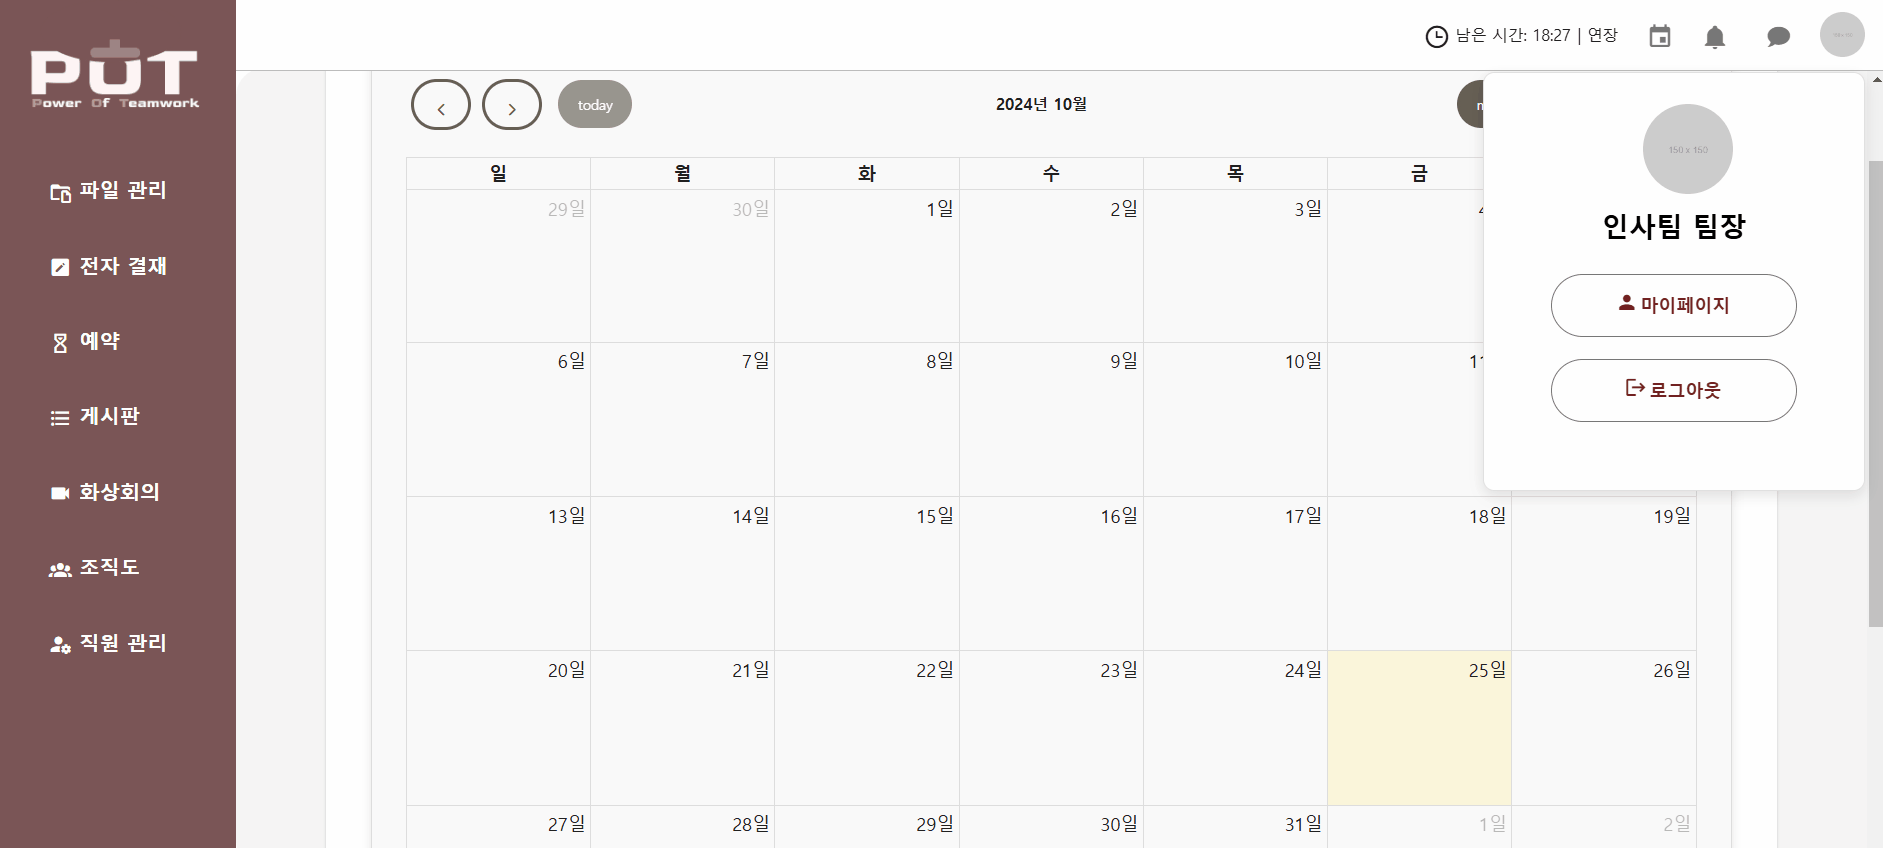 PUT
Power Of Teamwork
남은 시간: 18:27 | 연장
파일 관리
전자 결재
예약
게시판
화상회의
조직도
직원 관리
today
2024년 10월
일 월 화 수 목 금
29일 30일 1일 2일 3일
6일 7일 8일 9일 10일
13일 14일 15일 16일 17일 18일 19일
20일 21일 22일 23일 24일 25일 26일
27일 28일 29일 30일 31일 1일 2일
150 x 150
인사팀 팀장
마이페이지
로그아웃